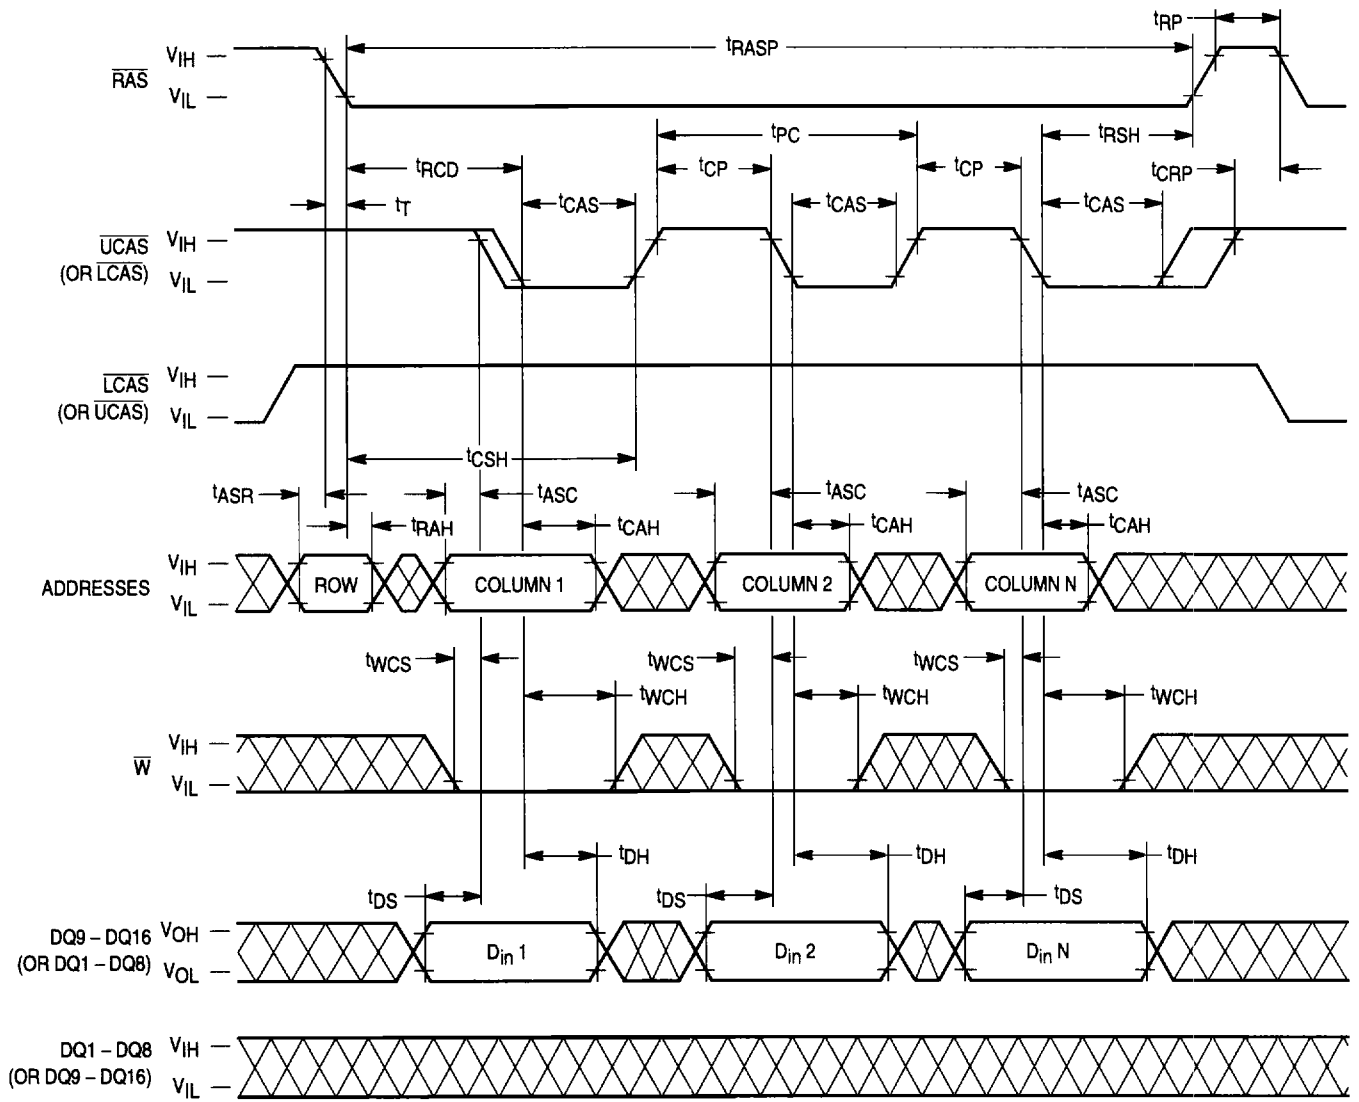 tRP
tRASP
RAS
VIH
VIL
tPC
tRSH
tRCD
tCP
tCP
tCRP
tT
tCAS
tCAS
tCAS
UCAS
(OR LCAS)
VIH
VIL
LCAS
(OR UCAS)
VIH
VIL
tCSH
tASR
tASC
tASC
tASC
tRAH
tCAH
tCAH
tCAH
ADDRESSES
VIH
VIL
ROW
COLUMN 1
COLUMN 2
COLUMN N
tWCS
tWCS
tWCS
tWCH
tWCH
tWCH
W
VIH
VIL
tDH
tDH
tDH
tDS
tDS
tDS
DQ9 – DQ16
(OR DQ1 – DQ8)
VOH
VOL
Din 1
Din 2
Din N
DQ1 – DQ8
(OR DQ9 – DQ16)
VIH
VIL